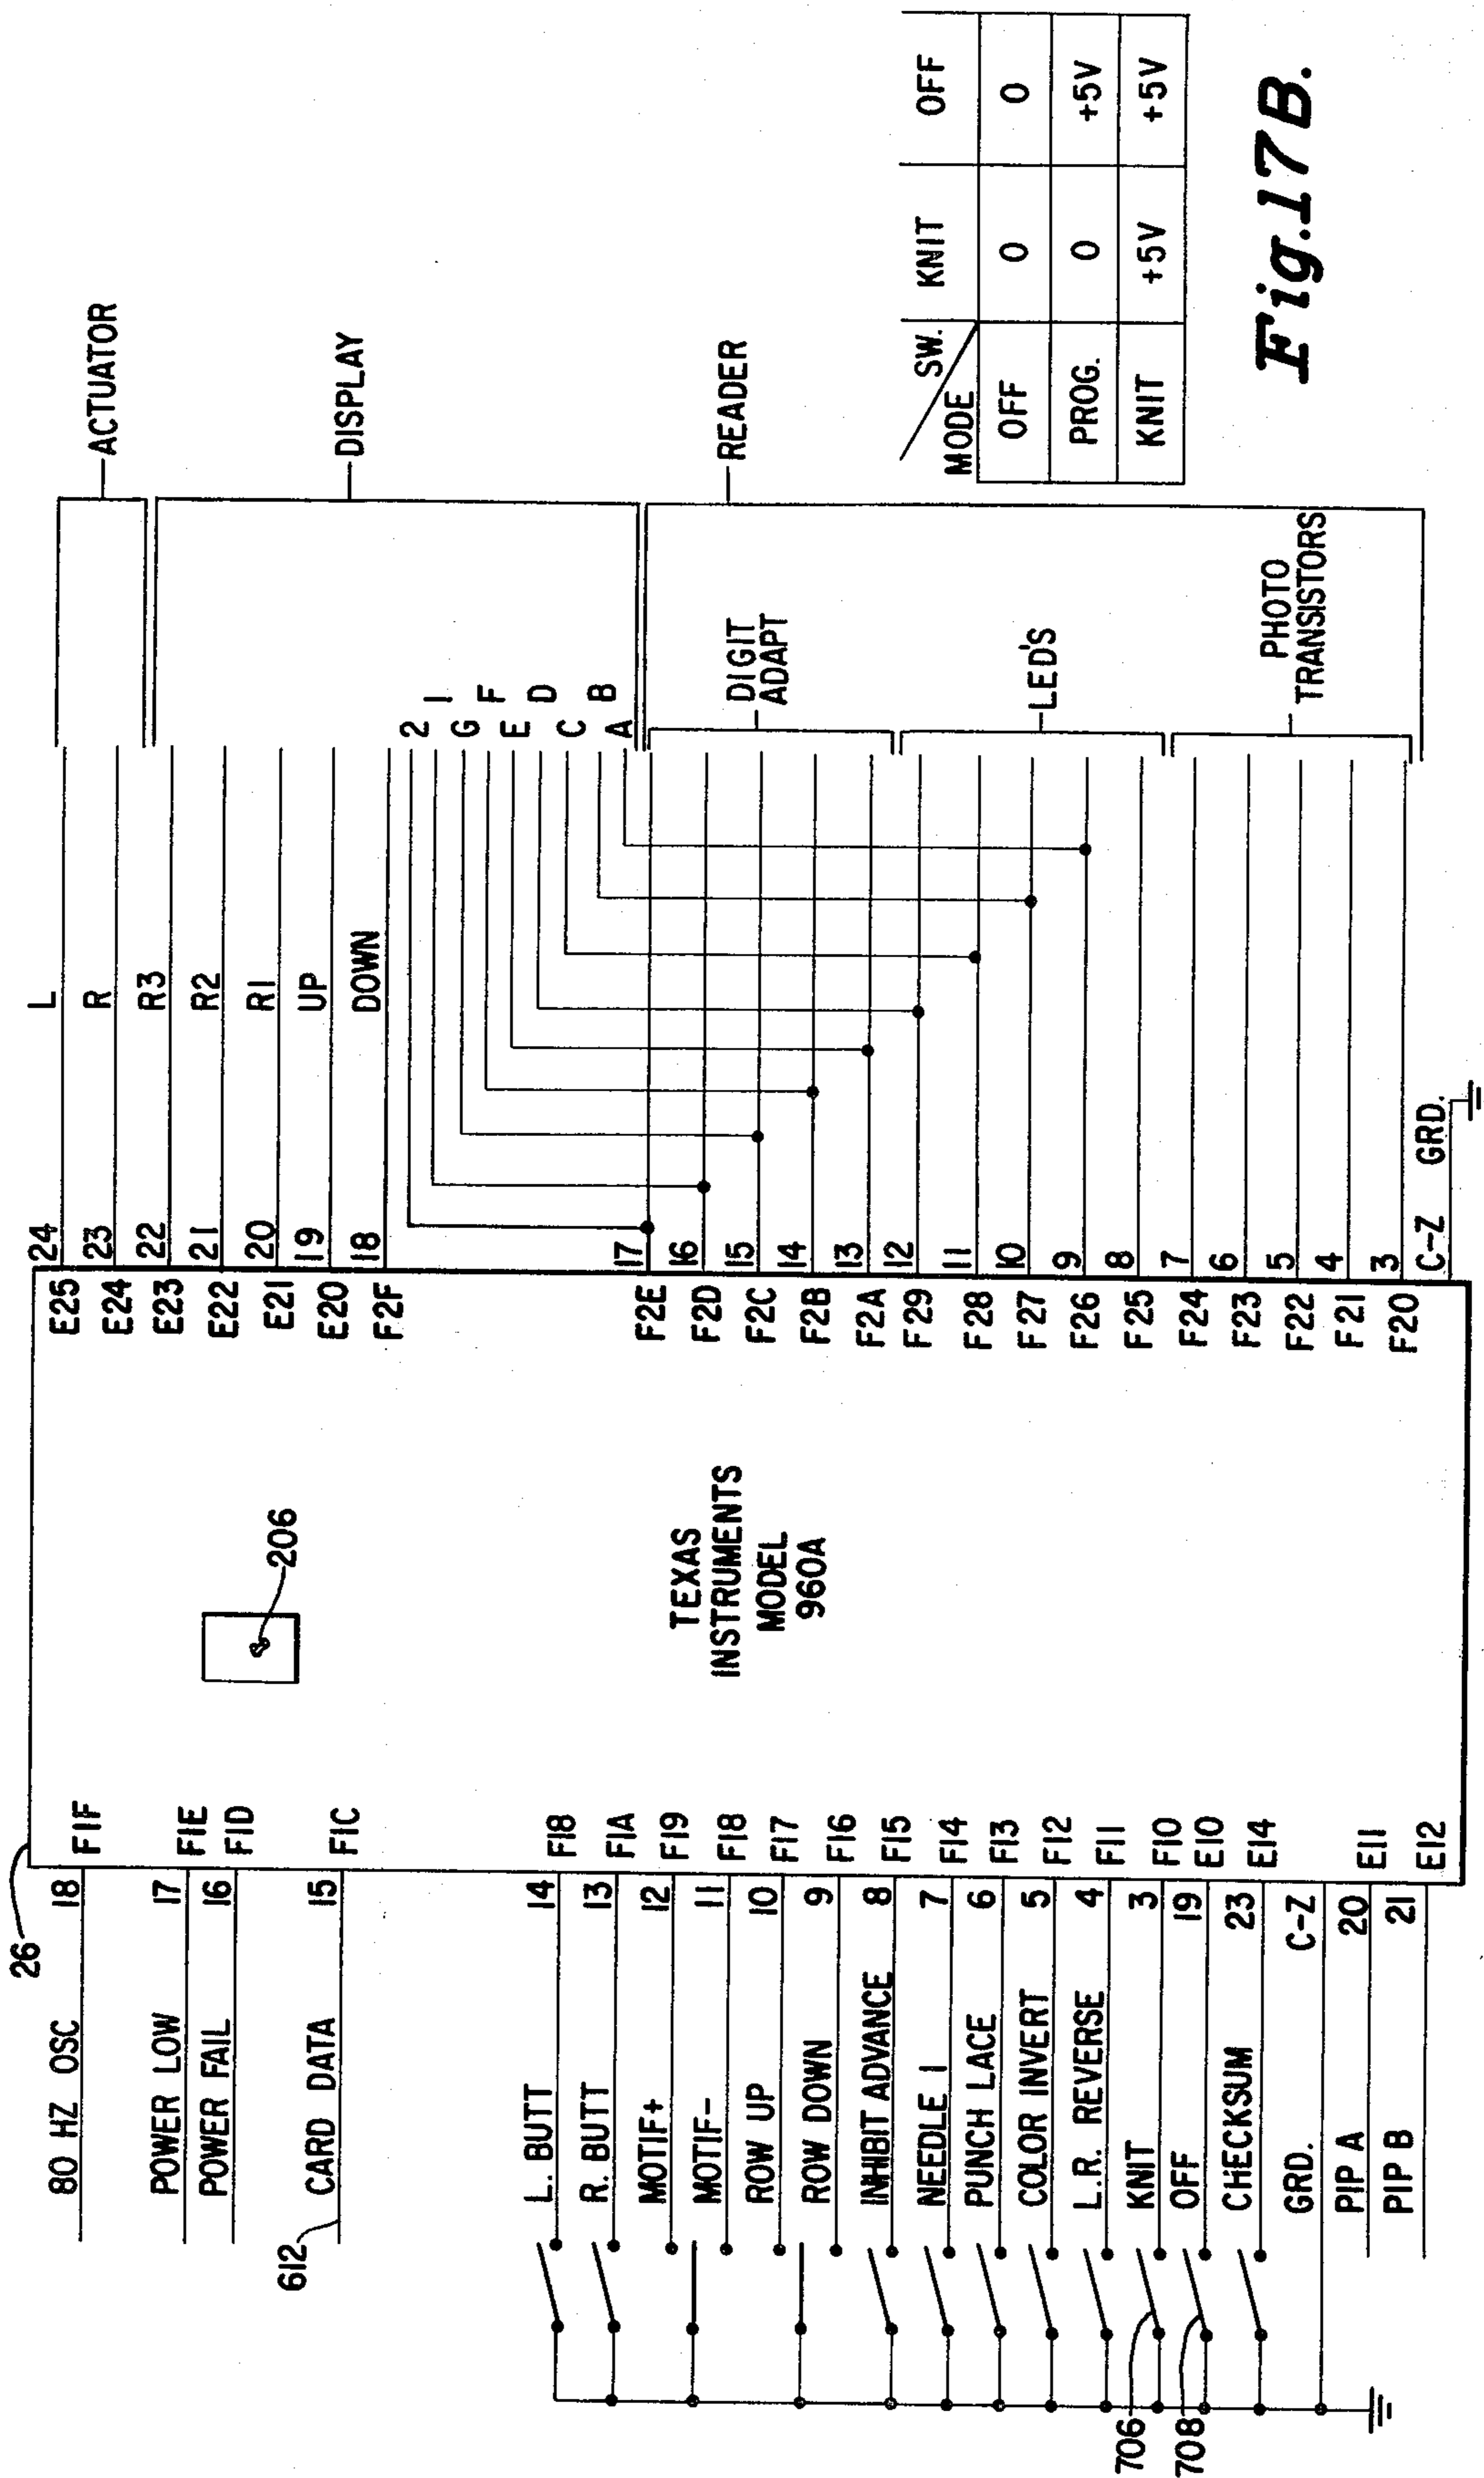 26
80 HZ OSC 18 F1F
POWER LOW 17 F1E
POWER FAIL 16 F1D
612
CARD DATA 15 F1C
L. BUTT 14 F18
R. BUTT 13 F1A
MOTIF+ 12 F19
MOTIF- 11 F18
ROW UP 10 F17
ROW DOWN 9 F16
INHIBIT ADVANCE 8 F15
NEEDLE 1 7 F14
PUNCH LACE 6 F13
COLOR INVERT 5 F12
L.R. REVERSE 4 F11
706
KNIT 3 F10
708
OFF 19 E10
CHECKSUM 23 E14
GRD. C-Z
PIP A 20 E11
PIP B 21 E12
206
TEXAS
INSTRUMENTS
MODEL
960A
E25 24 L
E24 23 R
E23 22 R3
E22 21 R2
E21 20 R1
E20 19 UP
F2F 18 DOWN
2
1
G
F
E
D
C
B
A
F2E 17
F2D 16
F2C 15
F2B 14
F2A 13
F29 12
F28 11
F27 10
F26 9
F25 8
F24 7
F23 6
F22 5
F21 4
F20 3
C-Z GRD.
ACTUATOR
DISPLAY
READER
DIGIT
ADAPT
LED'S
PHOTO
TRANSISTORS
SW. KNIT OFF
MODE
OFF 0 0
PROG. 0 +5V
KNIT +5V +5V
Fig.17B.